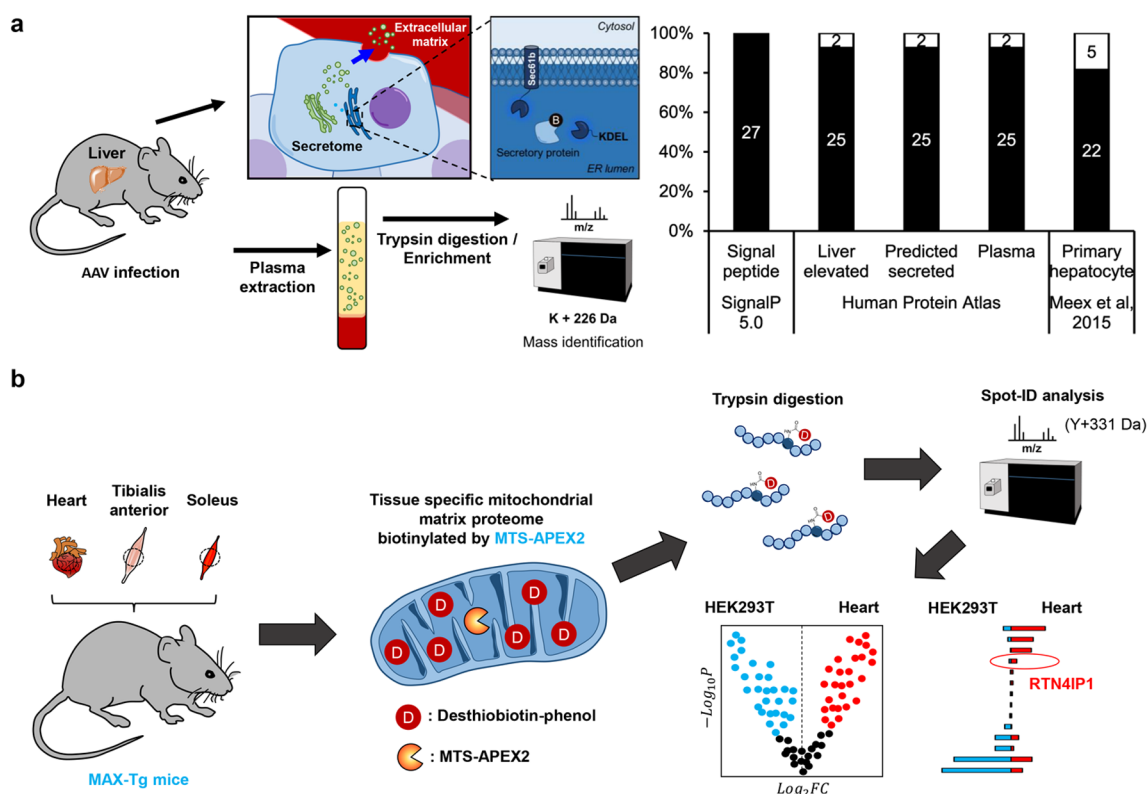 a
Extracellular
matrix
Secretome
Cytosol
Sec61b
B
KDEL
Secretory protein
ER lumen
Liver
AAV infection
Plasma
extraction
Trypsin digestion /
Enrichment
m/z
K + 226 Da
Mass identification
100%
80%
60%
40%
20%
0%
27
2
25
2
25
2
25
5
22
Signal
peptide
Liver
elevated
Predicted
secreted
Plasma
Primary
hepatocyte
SignalP
5.0
Human Protein Atlas
Meex et al,
2015
b
Heart
Tibialis
anterior
Soleus
MAX-Tg mice
Tissue specific mitochondrial
matrix proteome
biotinylated by MTS-APEX2
D
D
D
D
D
D
D : Desthiobiotin-phenol
: MTS-APEX2
Trypsin digestion
HN
O
D
HN
O
D
HN
O
D
Spot-ID analysis
(Y+331 Da)
m/z
HEK293T
Heart
−Log₁₀P
Log₂FC
HEK293T
Heart
RTN4IP1